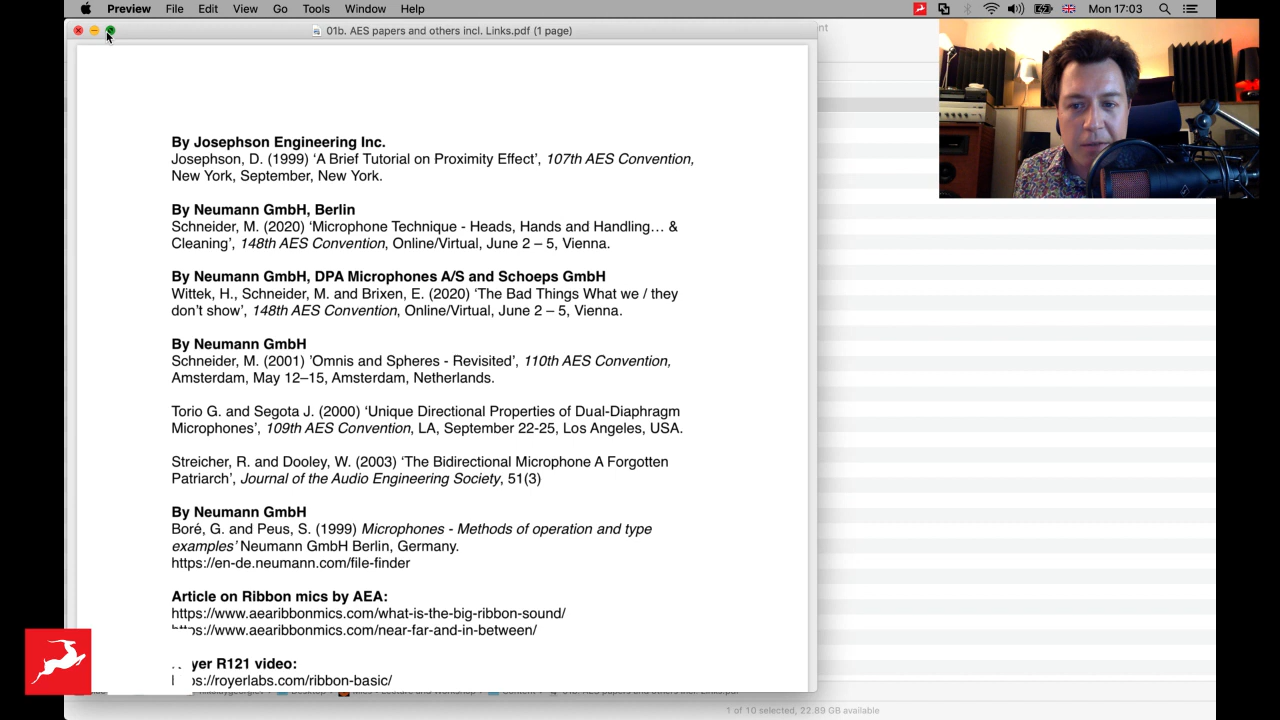 Preview File Edit View Go Tools Window Help Mon 17:03
01b. AES papers and others incl. Links.pdf (1 page)
By Josephson Engineering Inc.
Josephson, D. (1999) ‘A Brief Tutorial on Proximity Effect’, 107th AES Convention,
New York, September, New York.
By Neumann GmbH, Berlin
Schneider, M. (2020) ‘Microphone Technique - Heads, Hands and Handling… &
Cleaning’, 148th AES Convention, Online/Virtual, June 2 – 5, Vienna.
By Neumann GmbH, DPA Microphones A/S and Schoeps GmbH
Wittek, H., Schneider, M. and Brixen, E. (2020) ‘The Bad Things What we / they
don’t show’, 148th AES Convention, Online/Virtual, June 2 – 5, Vienna.
By Neumann GmbH
Schneider, M. (2001) ’Omnis and Spheres - Revisited’, 110th AES Convention,
Amsterdam, May 12–15, Amsterdam, Netherlands.
Torio G. and Segota J. (2000) ‘Unique Directional Properties of Dual-Diaphragm
Microphones’, 109th AES Convention, LA, September 22-25, Los Angeles, USA.
Streicher, R. and Dooley, W. (2003) ‘The Bidirectional Microphone A Forgotten
Patriarch’, Journal of the Audio Engineering Society, 51(3)
By Neumann GmbH
Boré, G. and Peus, S. (1999) Microphones - Methods of operation and type
examples’ Neumann GmbH Berlin, Germany.
https://en-de.neumann.com/file-finder
Article on Ribbon mics by AEA:
https://www.aearibbonmics.com/what-is-the-big-ribbon-sound/
https://www.aearibbonmics.com/near-far-and-in-between/
yer R121 video:
os://royerlabs.com/ribbon-basic/
1 of 10 selected, 22.89 GB available